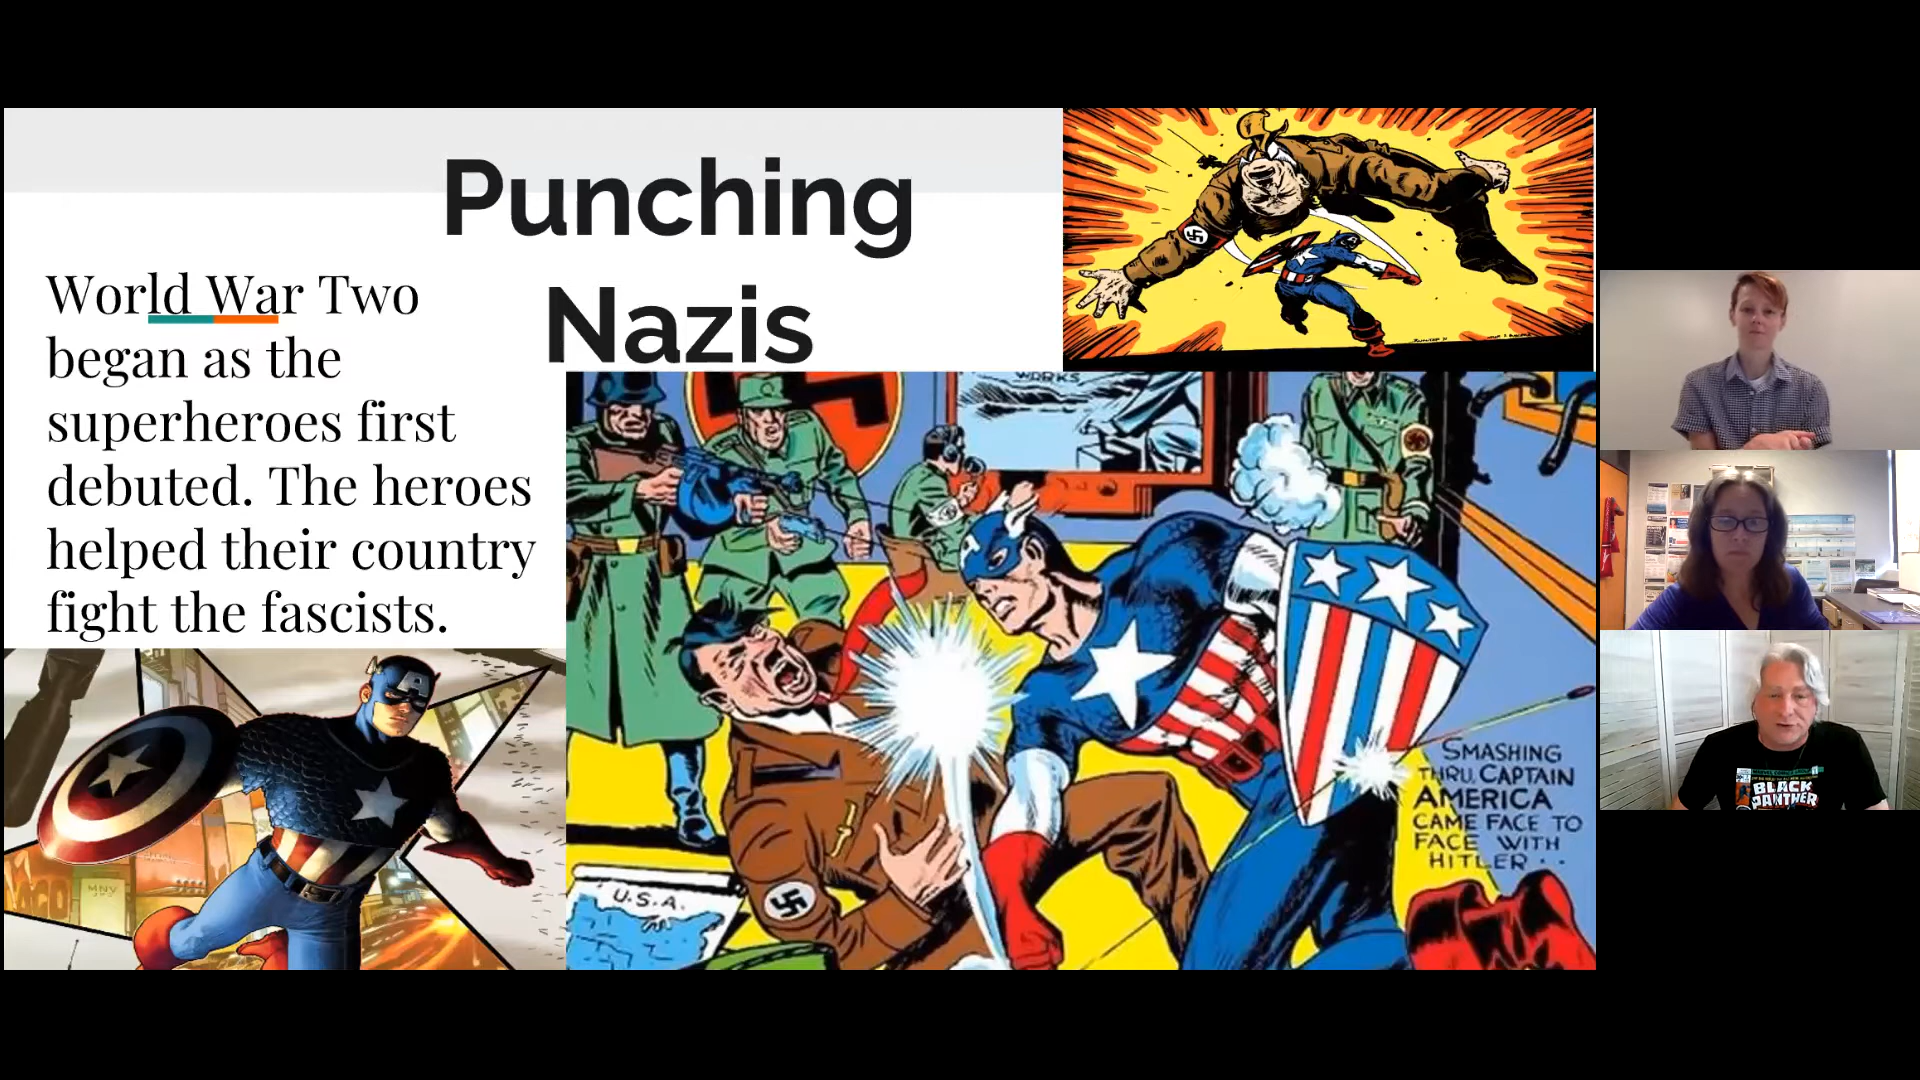 Punching
Nazis
World War Two
began as the
superheroes first
debuted. The heroes
helped their country
fight the fascists.
WORKS
SMASHING
THRU, CAPTAIN
AMERICA
CAME FACE TO
FACE WITH
HITLER··
U.S.A.
MNV
BLACK
PANTHER